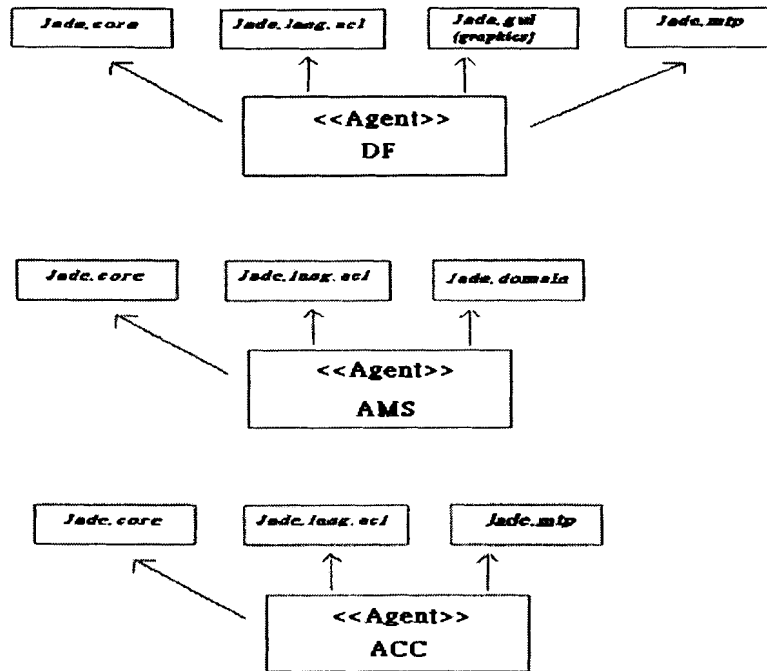 Jade.core Jade.lang.acl Jade.gui Jade.mtp
(graphics)
<<Agent>>
DF
Jade.core Jade.lang.acl Jade.domain
<<Agent>>
AMS
Jade.core Jade.lang.acl Jade.mtp
<<Agent>>
ACC